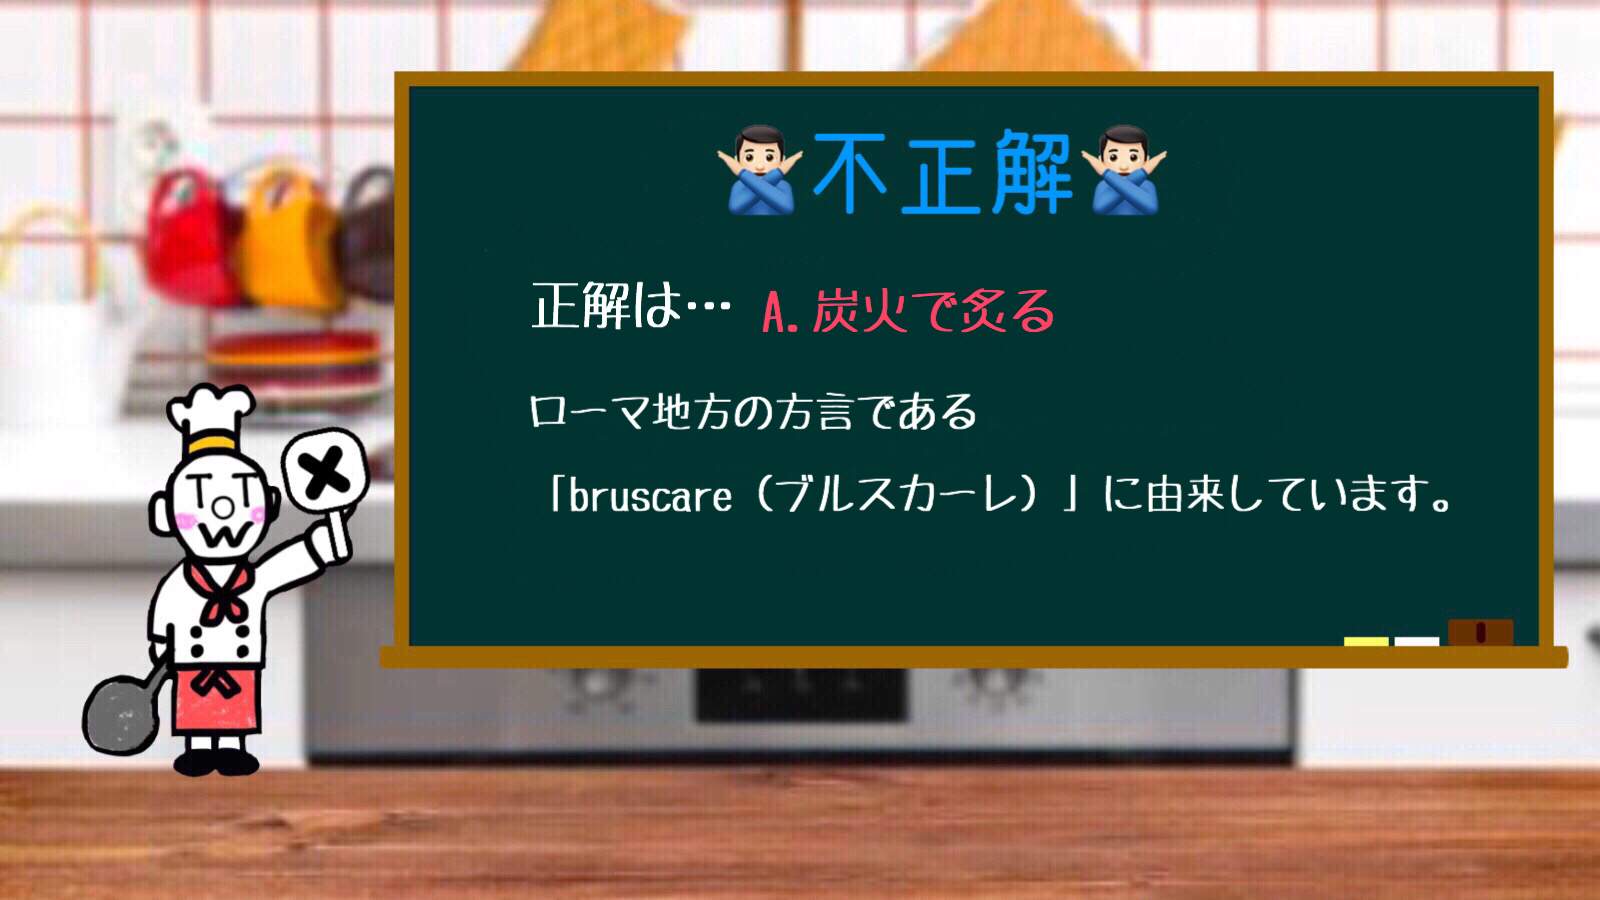 🙅🏻‍♂️不正解🙅🏻‍♂️
正解は… A.炭火で炙る
ローマ地方の方言である
「bruscare（ブルスカーレ）」に由来しています。